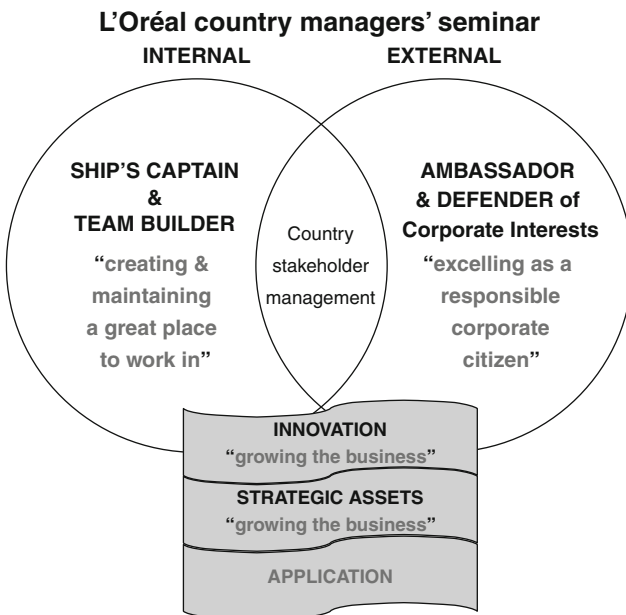 L’Oréal country managers’ seminar
INTERNAL
EXTERNAL
SHIP’S CAPTAIN
&
TEAM BUILDER
“creating &
maintaining
a great place
to work in”
Country
stakeholder
management
AMBASSADOR
& DEFENDER of
Corporate Interests
“excelling as a
responsible
corporate
citizen”
INNOVATION
“growing the business”
STRATEGIC ASSETS
“growing the business”
APPLICATION